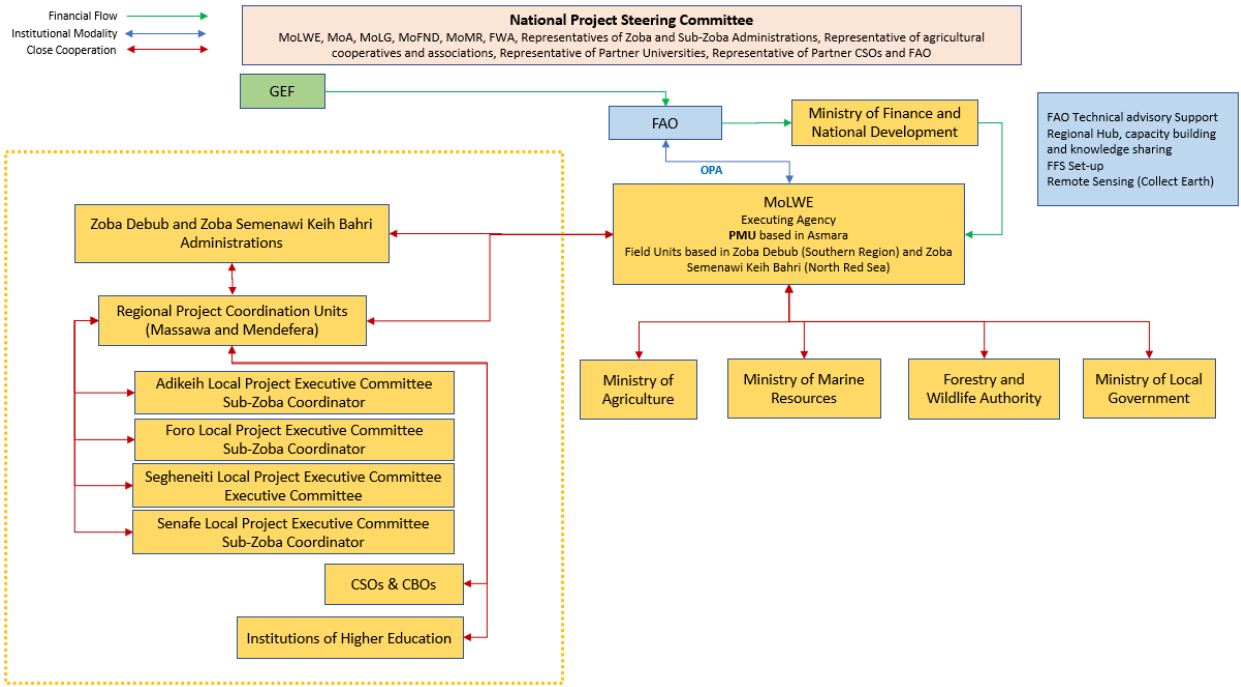 Financial Flow
Institutional Modality
Close Cooperation
National Project Steering Committee
MoLWE, MoA, MoLG, MoFND, MoMR, FWA, Representatives of Zoba and Sub-Zoba Administrations, Representative of agricultural
cooperatives and associations, Representative of Partner Universities, Representative of Partner CSOs and FAO
GEF
FAO
Ministry of Finance and
National Development
FAO Technical advisory Support
Regional Hub, capacity building
and knowledge sharing
FFS Set-up
Remote Sensing (Collect Earth)
OPA
MoLWE
Executing Agency
PMU based in Asmara
Field Units based in Zoba Debub (Southern Region) and Zoba
Semenawi Keih Bahri (North Red Sea)
Zoba Debub and Zoba Semenawi Keih Bahri
Administrations
Regional Project Coordination Units
(Massawa and Mendefera)
Adikeih Local Project Executive Committee
Sub-Zoba Coordinator
Foro Local Project Executive Committee
Sub-Zoba Coordinator
Segheneiti Local Project Executive Committee
Executive Committee
Senafe Local Project Executive Committee
Sub-Zoba Coordinator
CSOs & CBOs
Institutions of Higher Education
Ministry of
Agriculture
Ministry of Marine
Resources
Forestry and
Wildlife Authority
Ministry of Local
Government